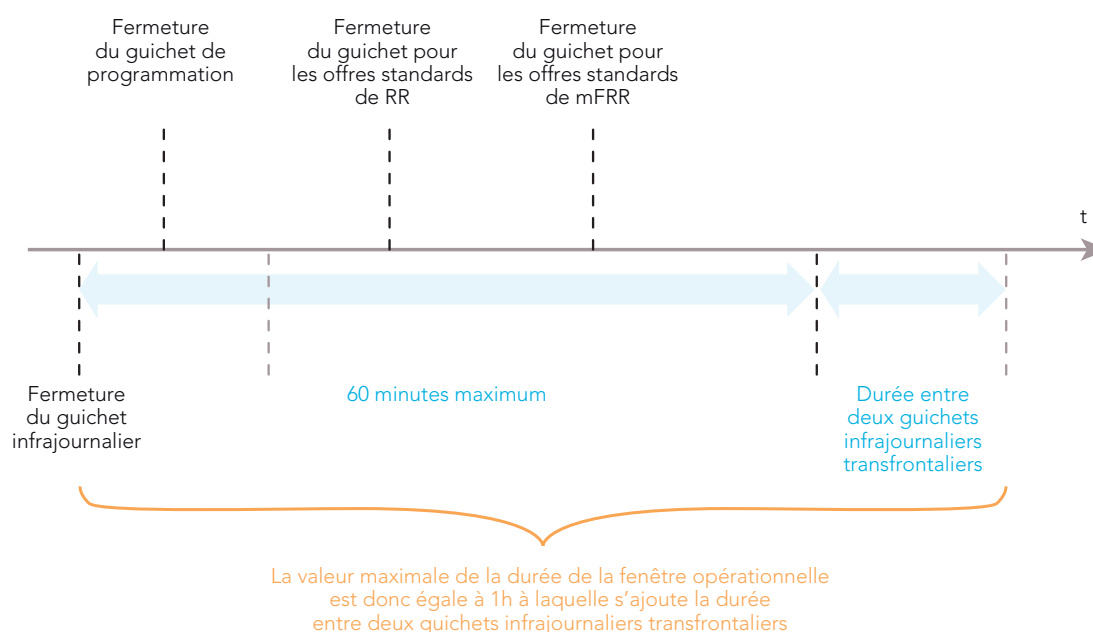 Fermeture
du guichet de
programmation
Fermeture
du guichet pour
les offres standards
de RR
Fermeture
du guichet pour
les offres standards
de mFRR
t
Fermeture
du guichet
infrajournalier
60 minutes maximum
Durée entre
deux guichets
infrajournaliers
transfrontaliers
La valeur maximale de la durée de la fenêtre opérationnelle
est donc égale à 1h à laquelle s’ajoute la durée
entre deux guichets infrajournaliers transfrontaliers